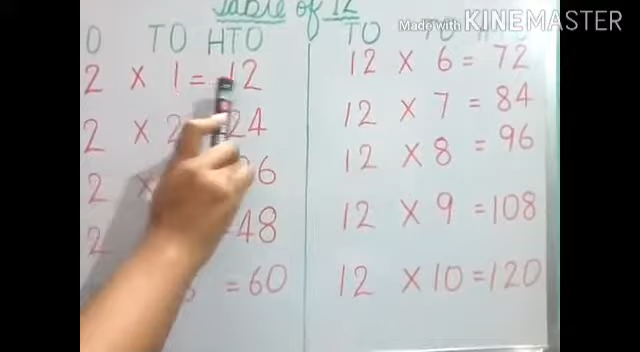 Table of 12
Made with KINEMASTER
O TO HTO
2 X 1 = 12
2 X 2 24
2 X 6
2 48
= 60
TO TO
12 X 6 = 72
12 X 7 = 84
12 X 8 = 96
12 X 9 = 108
12 X 10 = 120